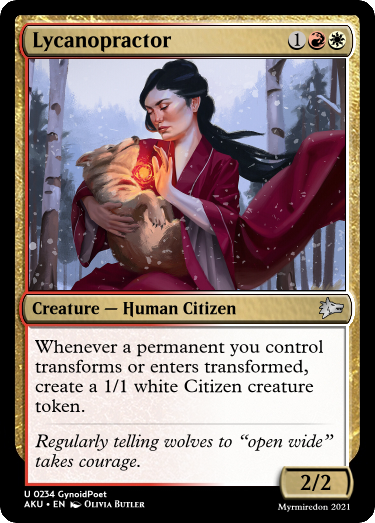 Lycanopractor 1
Creature — Human Citizen
Whenever a permanent you control
transforms or enters transformed,
create a 1/1 white Citizen creature
token.
Regularly telling wolves to “open wide”
takes courage.
2/2
U 0234 GynoidPoet
AKU • EN Olivia Butler
Myrmiredon 2021